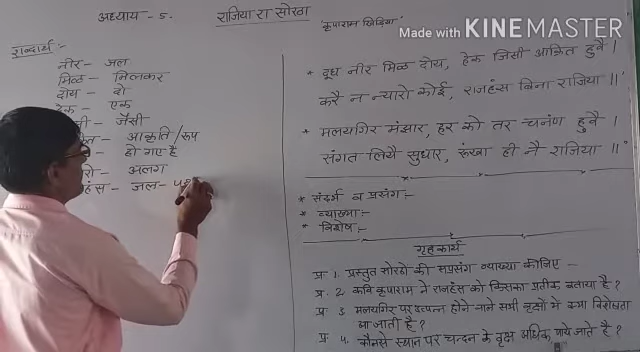 अध्याय - 5.
राजिया रा सोरठा
"कृपाराम खिड़िया"
Made with KINEMASTER
शब्दार्थ :-
नीर - जल
मिळ - मिलकर
दोय - दो
हेक - एक
जैसी
आकृति/रूप
हो गए है
अलग
हंस - जल -
* दूध नीर मिळ दोय, हेक जिसी आक्रित हुवै।
करै न न्यारो कोई, राजहंस बिना राजिया॥
* मलयगिर मंझार, हर को तर चनंण हुवै।
संगत लियै सुधार, रूंखा ही नै राजिया॥"
* संदर्भ व प्रसंग:-
* व्याख्या:-
* विशेष:-
गृहकार्य
प्र. 1. प्रस्तुत सोरठों की सप्रसंग व्याख्या कीजिए -
प्र. 2. कवि कृपाराम ने राजहंस को किसका प्रतीक बताया है?
प्र. 3. मलयगिर पर उत्पन्न होने वाले सभी वृक्षों में क्या विशेषता
आ जाती है?
प्र. 4. कौनसे स्थान पर चन्दन के वृक्ष अधिक पाये जाते है?